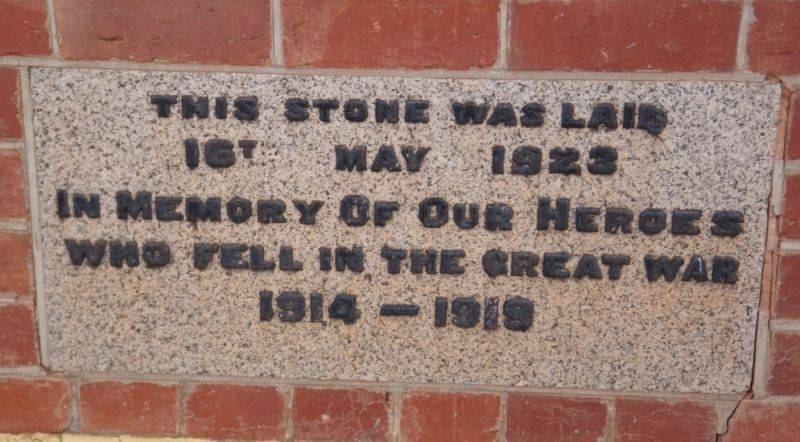 THIS STONE WAS LAID
16T MAY 1923
IN MEMORY OF OUR HEROES
WHO FELL IN THE GREAT WAR
1914 - 1919